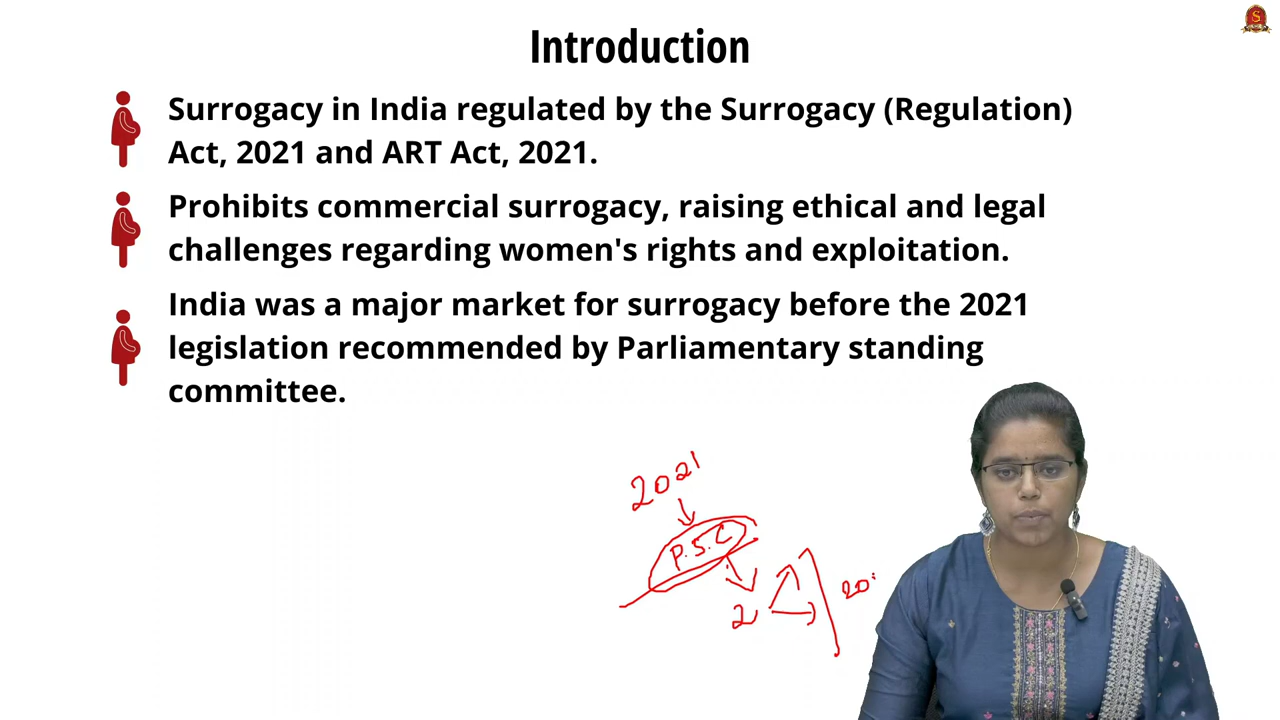 Introduction
Surrogacy in India regulated by the Surrogacy (Regulation)
Act, 2021 and ART Act, 2021.
Prohibits commercial surrogacy, raising ethical and legal
challenges regarding women's rights and exploitation.
India was a major market for surrogacy before the 2021
legislation recommended by Parliamentary standing
committee.
2021
P.S.C
2
20